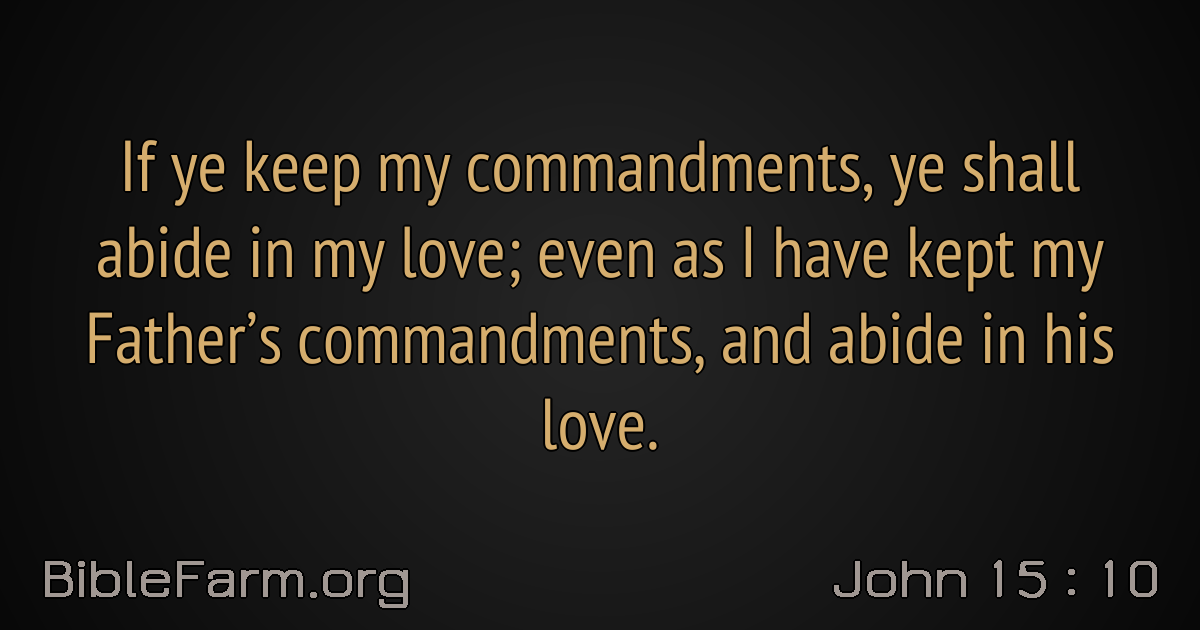 If ye keep my commandments, ye shall
abide in my love; even as I have kept my
Father’s commandments, and abide in his
love.
BibleFarm.org
John 15 : 10